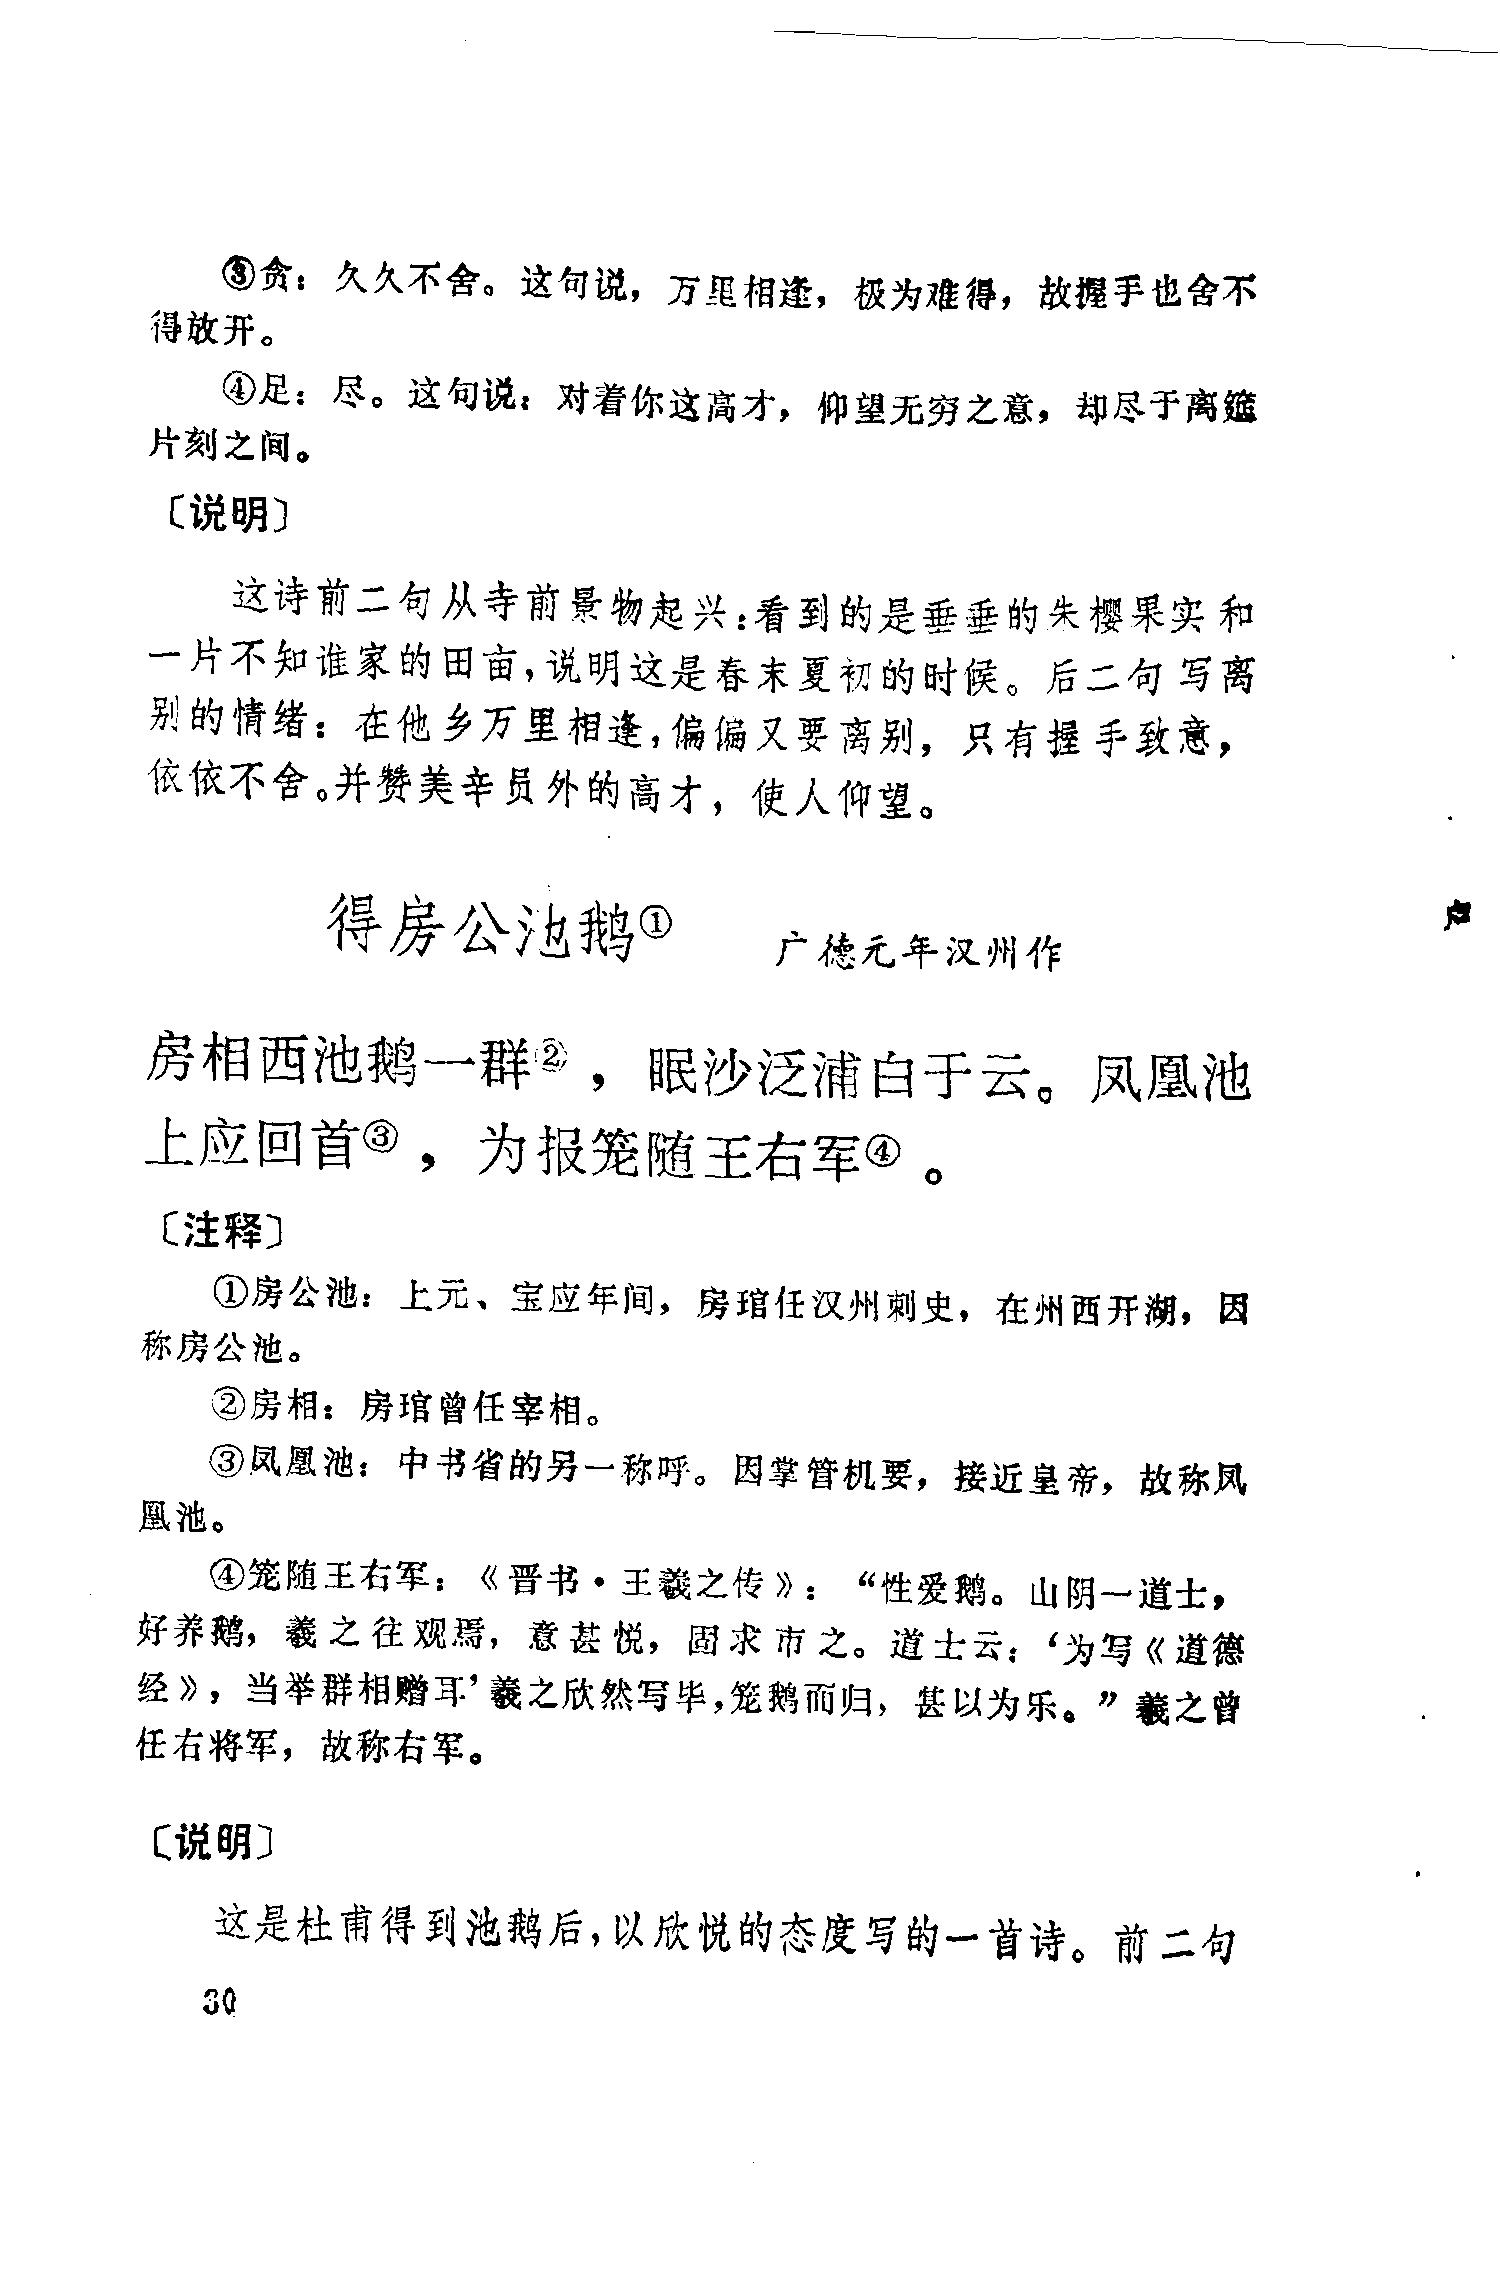 ③贪：久久不舍。这句说，万里相逢，极为难得，故握手也舍不
得放开。
④足：尽。这句说：对着你这高才，仰望无穷之意，却尽于离筵
片刻之间。
〔说明〕
这诗前二句从寺前景物起兴：看到的是垂垂的朱樱果实和
一片不知谁家的田亩，说明这是春末夏初的时候。后二句写离
别的情绪：在他乡万里相逢，偏偏又要离别，只有握手致意，
依依不舍。并赞美辛员外的高才，使人仰望。
得房公池鹅① 广德元年汉州作
房相西池鹅一群②，眠沙泛浦白于云。凤凰池
上应回首③，为报笼随王右军④。
〔注释〕
①房公池：上元、宝应年间，房琯任汉州刺史，在州西开湖，因
称房公池。
②房相：房琯曾任宰相。
③凤凰池：中书省的另一称呼。因掌管机要，接近皇帝，故称凤
凰池。
④笼随王右军：《晋书·王羲之传》：“性爱鹅。山阴一道士，
好养鹅，羲之往观焉，意甚悦，固求市之。道士云：‘为写《道德
经》，当举群相赠耳’羲之欣然写毕，笼鹅而归，甚以为乐。”羲之曾
任右将军，故称右军。
〔说明〕
这是杜甫得到池鹅后，以欣悦的态度写的一首诗。前二句
30